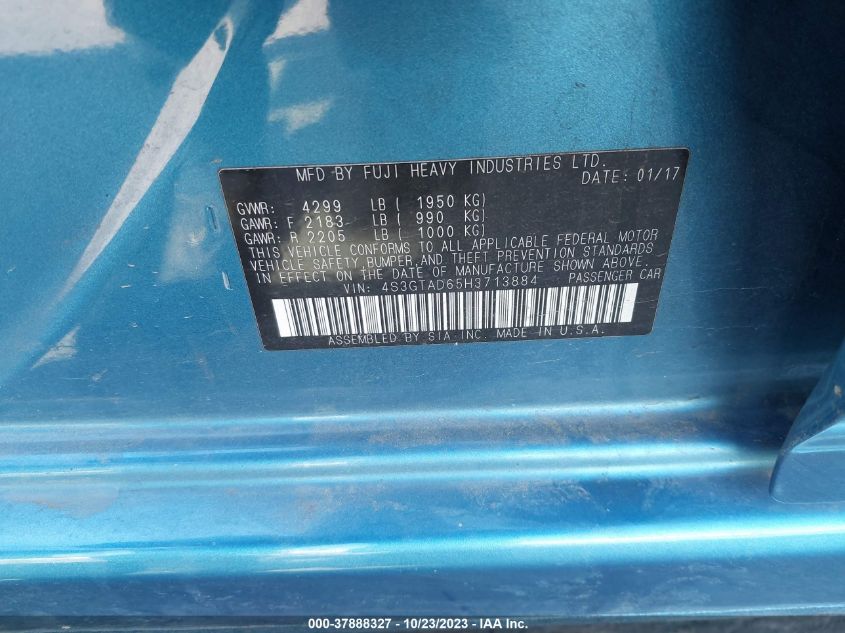 MFD BY FUJI HEAVY INDUSTRIES LTD.
DATE: 01/17
GVWR: 4299 LB ( 1950 KG)
GAWR: F 2183 LB ( 990 KG)
GAWR: R 2205 LB ( 1000 KG)
THIS VEHICLE CONFORMS TO ALL APPLICABLE FEDERAL MOTOR
VEHICLE SAFETY, BUMPER, AND THEFT PREVENTION STANDARDS
IN EFFECT ON THE DATE OF MANUFACTURE SHOWN ABOVE.
VIN: 4S3GTAD65H3713884 PASSENGER CAR
ASSEMBLED BY SIA INC. MADE IN U.S.A.
000-37888327 - 10/23/2023 - IAA Inc.